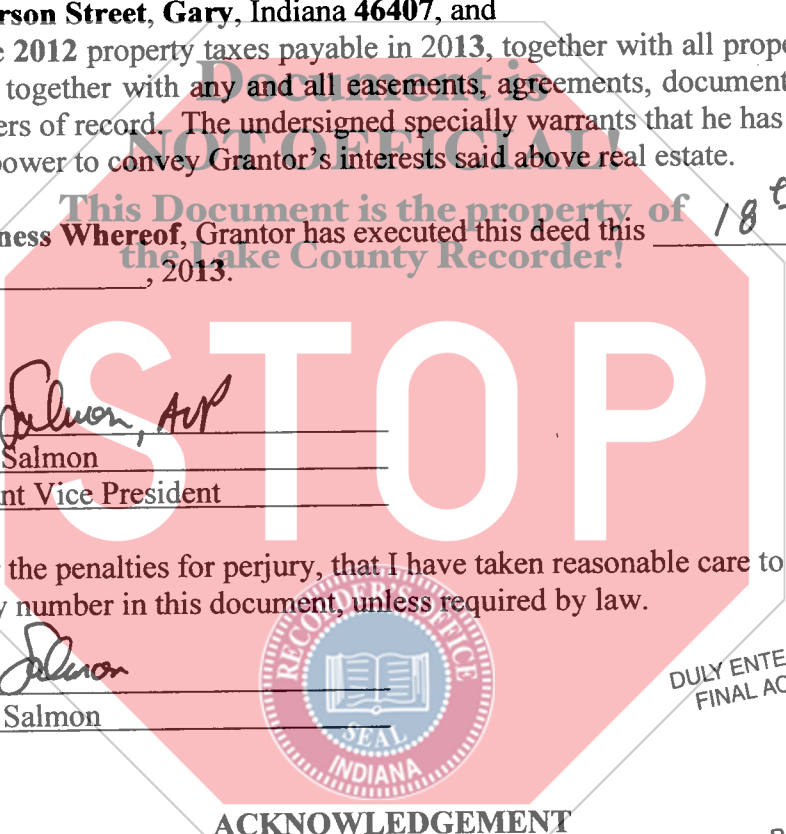 rson Street, Gary, Indiana 46407, and
e 2012 property taxes payable in 2013, together with all prope
together with any and all easements, agreements, document
ers of record. The undersigned specially warrants that he has
power to convey Grantor's interests said above real estate.
Document is
NOT OFFICIAL!
This Document is the property of
the Lake County Recorder!
ness Whereof, Grantor has executed this deed this 18th
, 2013.
STOP
Salmon, AVP
Salmon
nt Vice President
the penalties for perjury, that I have taken reasonable care to
y number in this document, unless required by law.
Salmon
Salmon
RECORDER'S OFFICE
SEAL
INDIANA
DULY ENTE
FINAL AC
ACKNOWLEDGEMENT